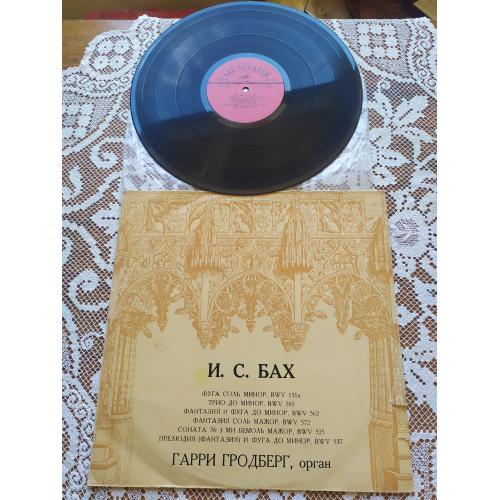 МЕЛОДИЯ
И. С. БАХ
ФУГА СОЛЬ МИНОР, BWV 131a
ТРИО ДО МИНОР, BWV 585
ФАНТАЗИЯ И ФУГА ДО МИНОР, BWV 562
ФАНТАЗИЯ СОЛЬ МАЖОР, BWV 572
СОНАТА № 1 МИ БЕМОЛЬ МАЖОР, BWV 525
ПРЕЛЮДИЯ (ФАНТАЗИЯ) И ФУГА ДО МИНОР, BWV 537
ГАРРИ ГРОДБЕРГ, орган